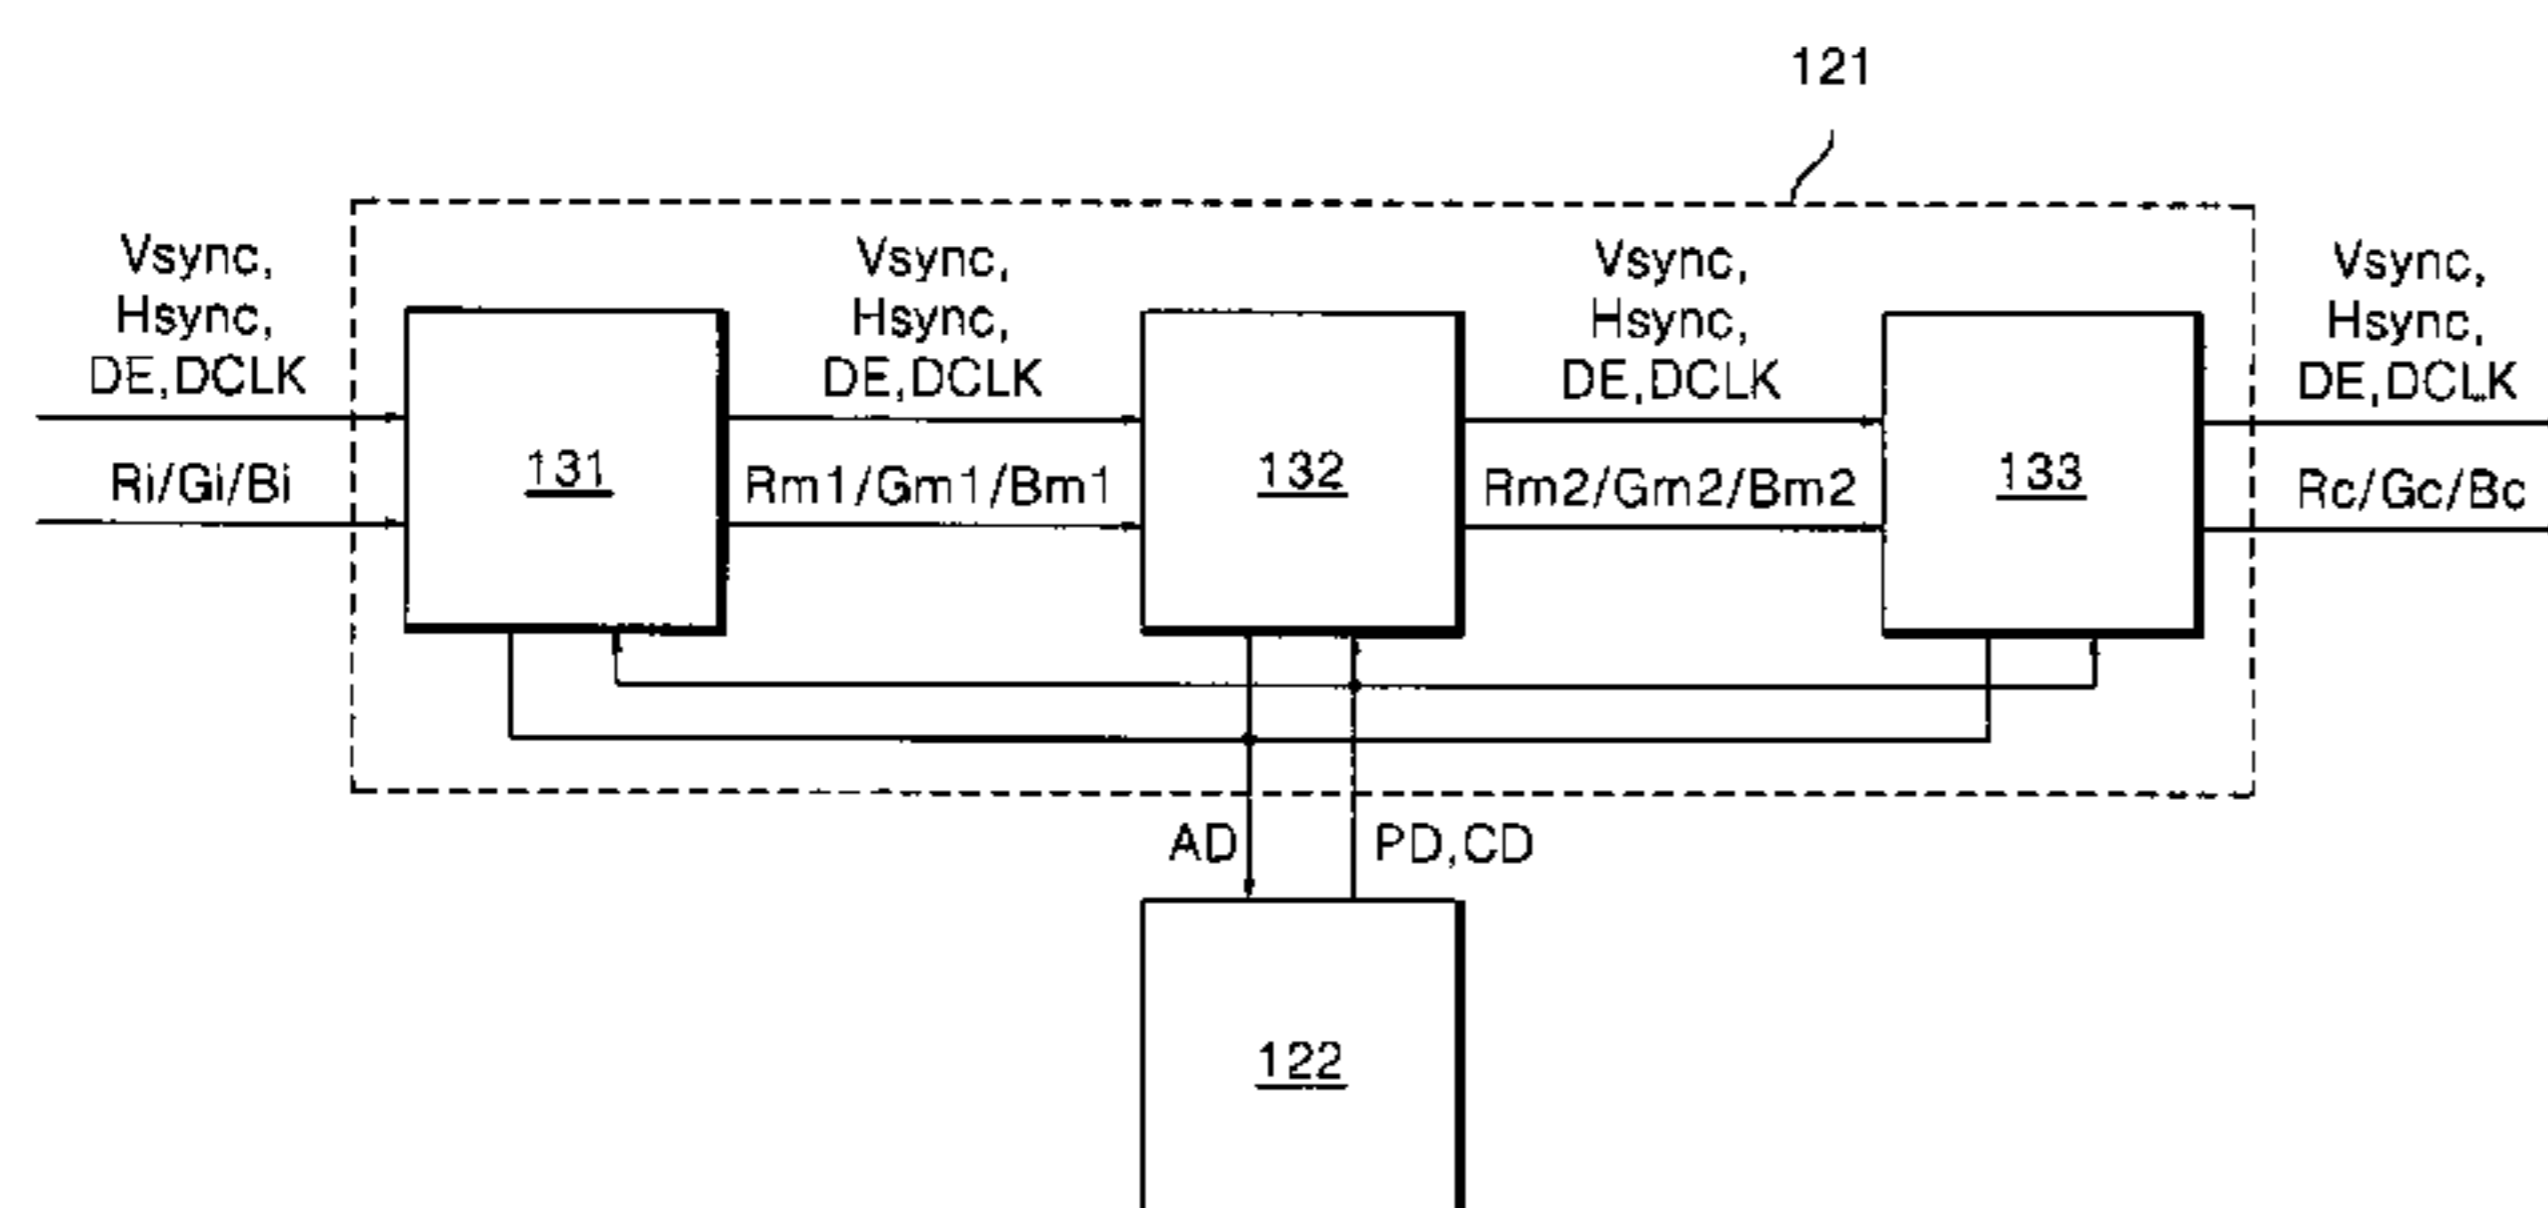 121
Vsync,
Hsync,
DE,DCLK
Vsync,
Hsync,
DE,DCLK
Vsync,
Hsync,
DE,DCLK
Vsync,
Hsync,
DE,DCLK
Ri/Gi/Bi
131
Rm1/Gm1/Bm1
132
Rm2/Gm2/Bm2
133
Rc/Gc/Bc
AD
PD,CD
122